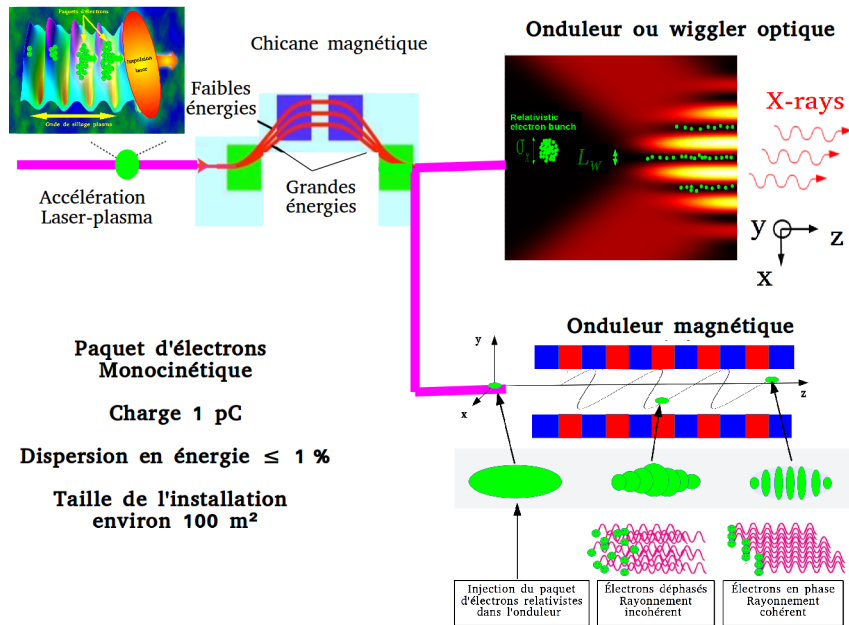 Paquets d'électrons
Impulsion
laser
Onde de sillage plasma
Chicane magnétique
Faibles
énergies
Grandes
énergies
Accélération
Laser-plasma
Onduleur ou wiggler optique
Relativistic
electron bunch
L_W
X-rays
y
z
x
Paquet d'électrons
Monocinétique
Charge 1 pC
Dispersion en énergie ≤ 1 %
Taille de l'installation
environ 100 m²
Onduleur magnétique
y
x
z
Injection du paquet
d'électrons relativistes
dans l'onduleur
Électrons déphasés
Rayonnement
incohérent
Électrons en phase
Rayonnement
cohérent